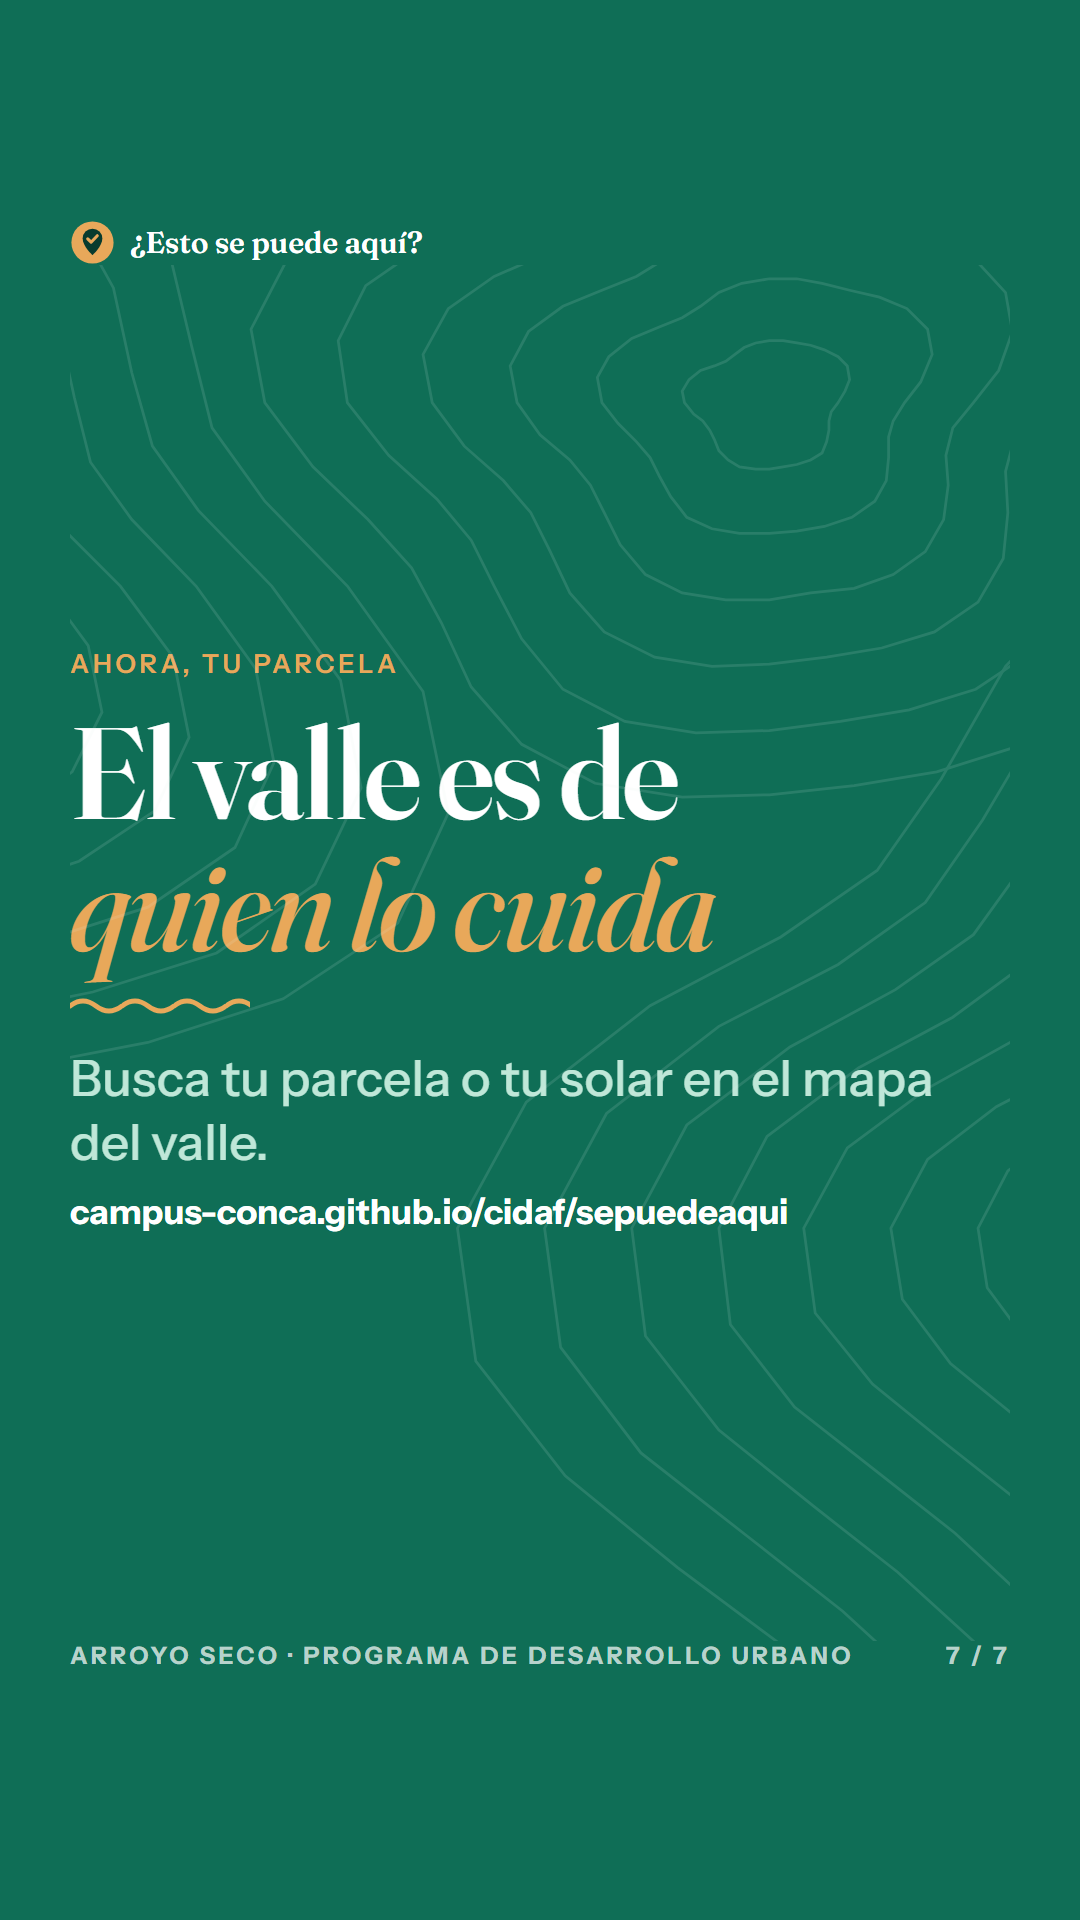 ¿Esto se puede aquí?
AHORA, TU PARCELA
El valle es de
quien lo cuida
Busca tu parcela o tu solar en el mapa
del valle.
campus-conca.github.io/cidaf/sepuedeaqui
ARROYO SECO · PROGRAMA DE DESARROLLO URBANO 7 / 7